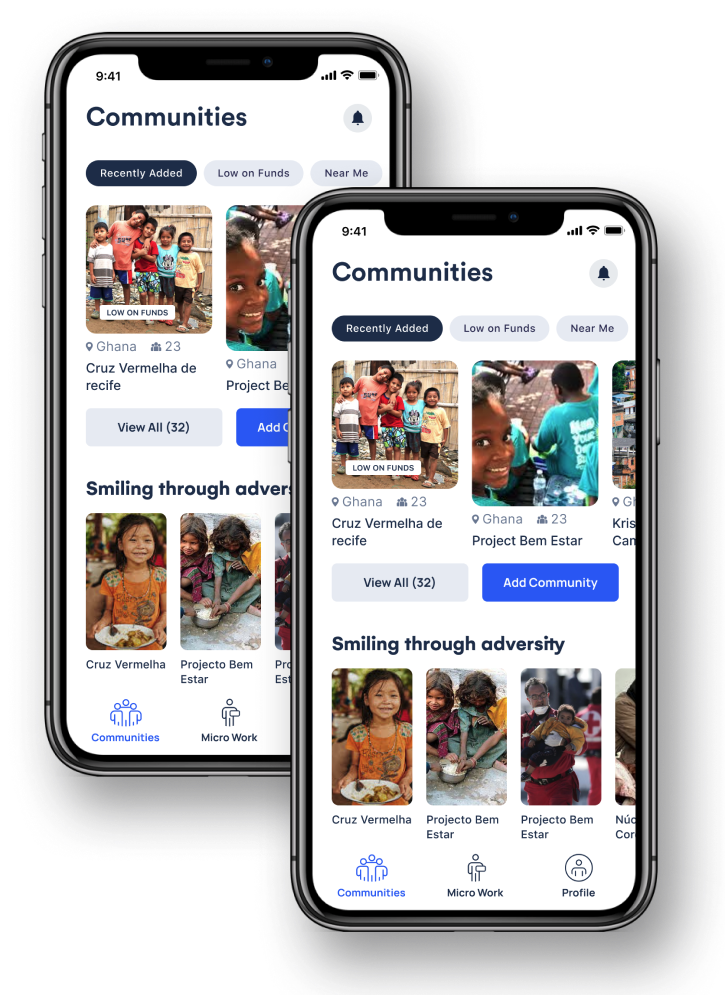 9:41
Communities
Recently Added
Low on Funds
Near Me
LOW ON FUNDS
Ghana 23
Ghana
Cruz Vermelha de
recife
Project Be
View All (32)
Add C
Smiling through advers
Cruz Vermelha
Projecto Bem
Estar
Pro
Est
Communities
Micro Work
9:41
Communities
Recently Added
Low on Funds
Near Me
LOW ON FUNDS
Ghana 23
Ghana 23
Gh
Cruz Vermelha de
recife
Project Bem Estar
Kris
Can
View All (32)
Add Community
Smiling through adversity
Cruz Vermelha
Projecto Bem
Estar
Projecto Bem
Estar
Núc
Cor
Communities
Micro Work
Profile